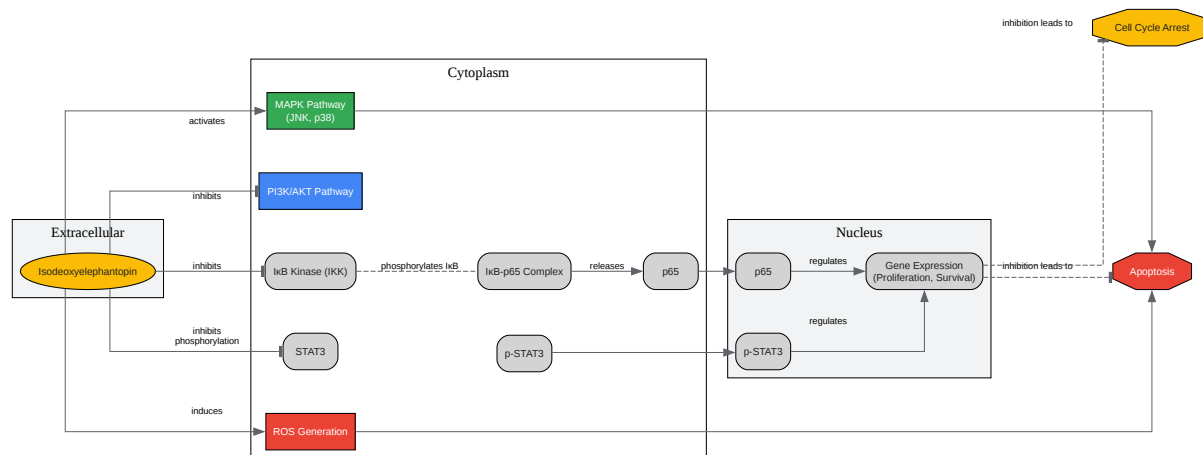 inhibition leads to
Cell Cycle Arrest
Cytoplasm
MAPK Pathway
(JNK, p38)
activates
PI3K/AKT Pathway
inhibits
Extracellular
Nucleus
Isodeoxyelephantopin
inhibits
IκB Kinase (IKK)
phosphorylates IκB
IκB-p65 Complex
releases
p65
p65
regulates
Gene Expression
(Proliferation, Survival)
inhibition leads to
Apoptosis
inhibits
phosphorylation
STAT3
p-STAT3
p-STAT3
regulates
induces
ROS Generation